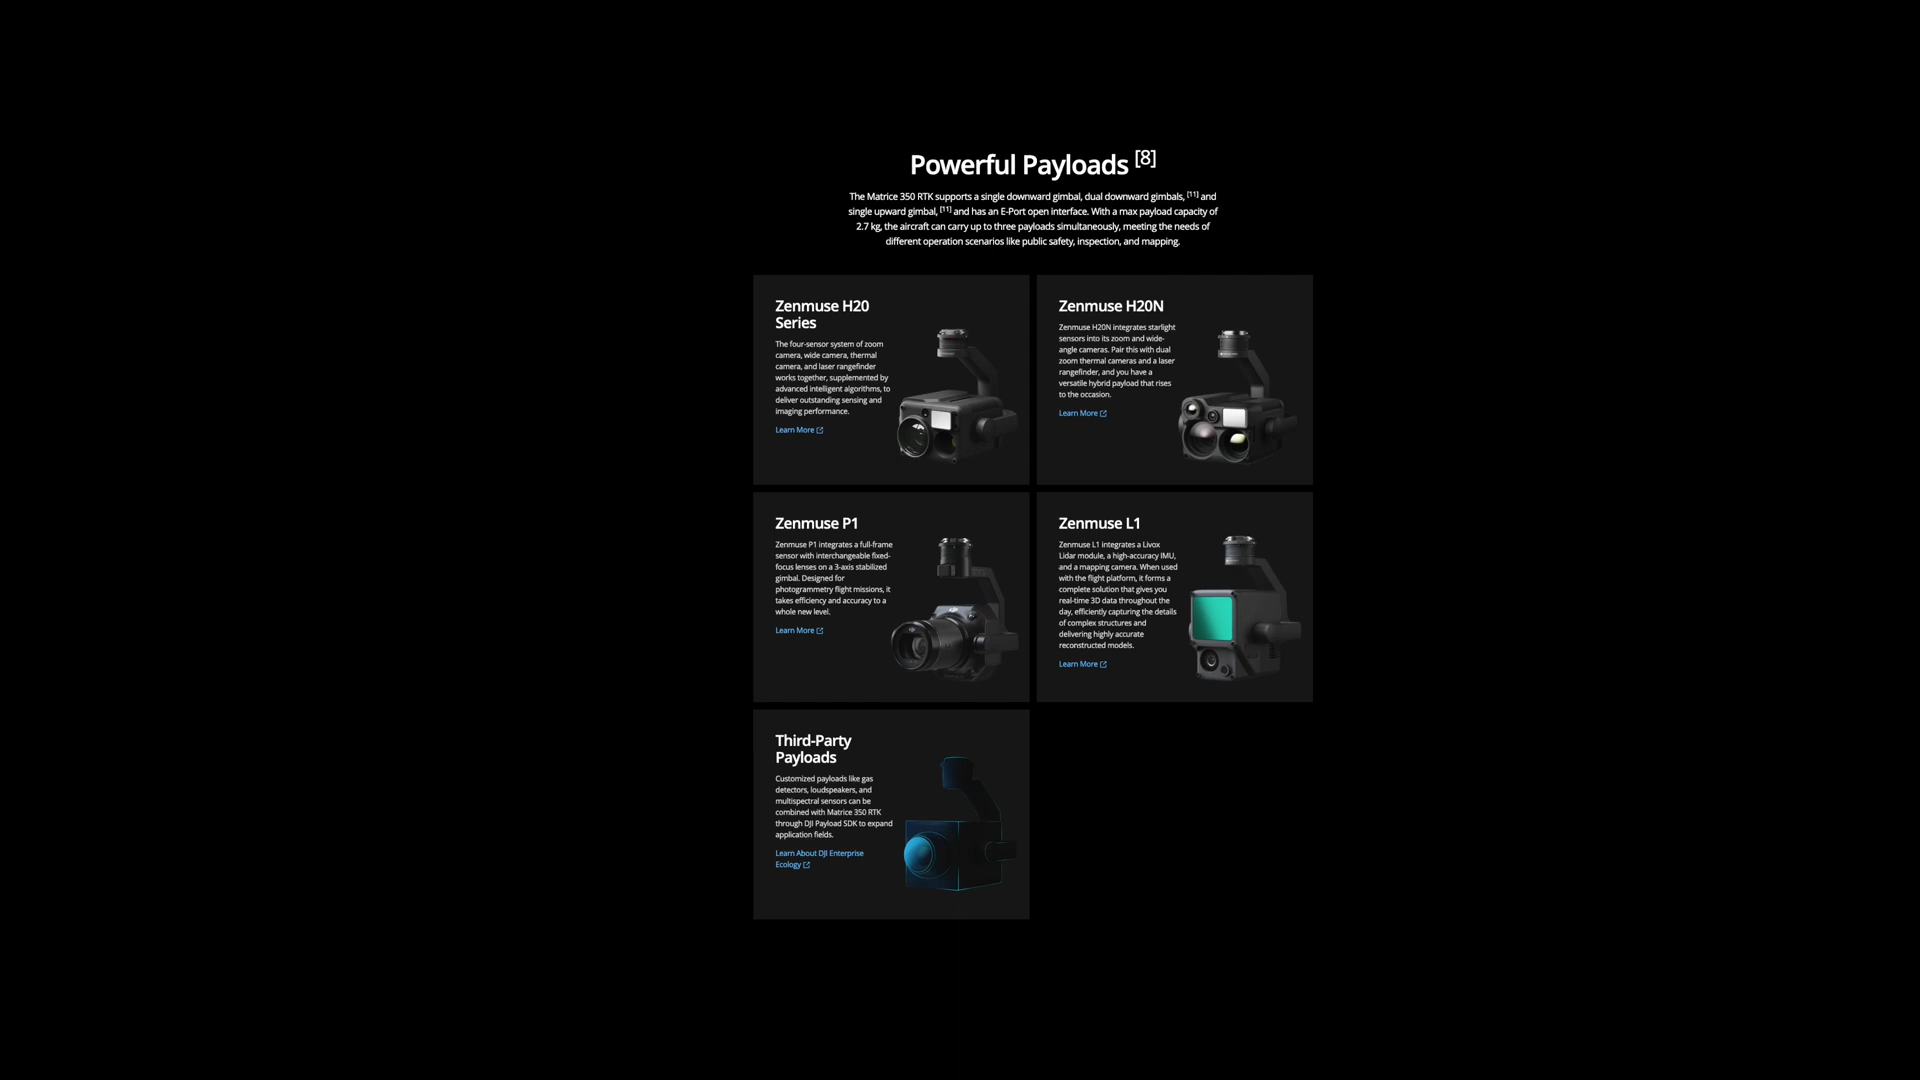 Powerful Payloads [8]
The Matrice 350 RTK supports a single downward gimbal, dual downward gimbals, [11] and
single upward gimbal, [11] and has an E-Port open interface. With a max payload capacity of
2.7 kg, the aircraft can carry up to three payloads simultaneously, meeting the needs of
different operation scenarios like public safety, inspection, and mapping.
Zenmuse H20
Series
The four-sensor system of zoom
camera, wide camera, thermal
camera, and laser rangefinder
works together, supplemented by
advanced intelligent algorithms, to
deliver outstanding sensing and
imaging performance.
Learn More
Zenmuse H20N
Zenmuse H20N integrates starlight
sensors into its zoom and wide-
angle cameras. Pair this with dual
zoom thermal cameras and a laser
rangefinder, and you have a
versatile hybrid payload that rises
to the occasion.
Learn More
Zenmuse P1
Zenmuse P1 integrates a full-frame
sensor with interchangeable fixed-
focus lenses on a 3-axis stabilized
gimbal. Designed for
photogrammetry flight missions, it
takes efficiency and accuracy to a
whole new level.
Learn More
Zenmuse L1
Zenmuse L1 integrates a Livox
Lidar module, a high-accuracy IMU,
and a mapping camera. When used
with the flight platform, it forms a
complete solution that gives you
real-time 3D data throughout the
day, efficiently capturing the details
of complex structures and
delivering highly accurate
reconstructed models.
Learn More
Third-Party
Payloads
Customized payloads like gas
detectors, loudspeakers, and
multispectral sensors can be
combined with Matrice 350 RTK
through DJI Payload SDK to expand
application fields.
Learn About DJI Enterprise
Ecology